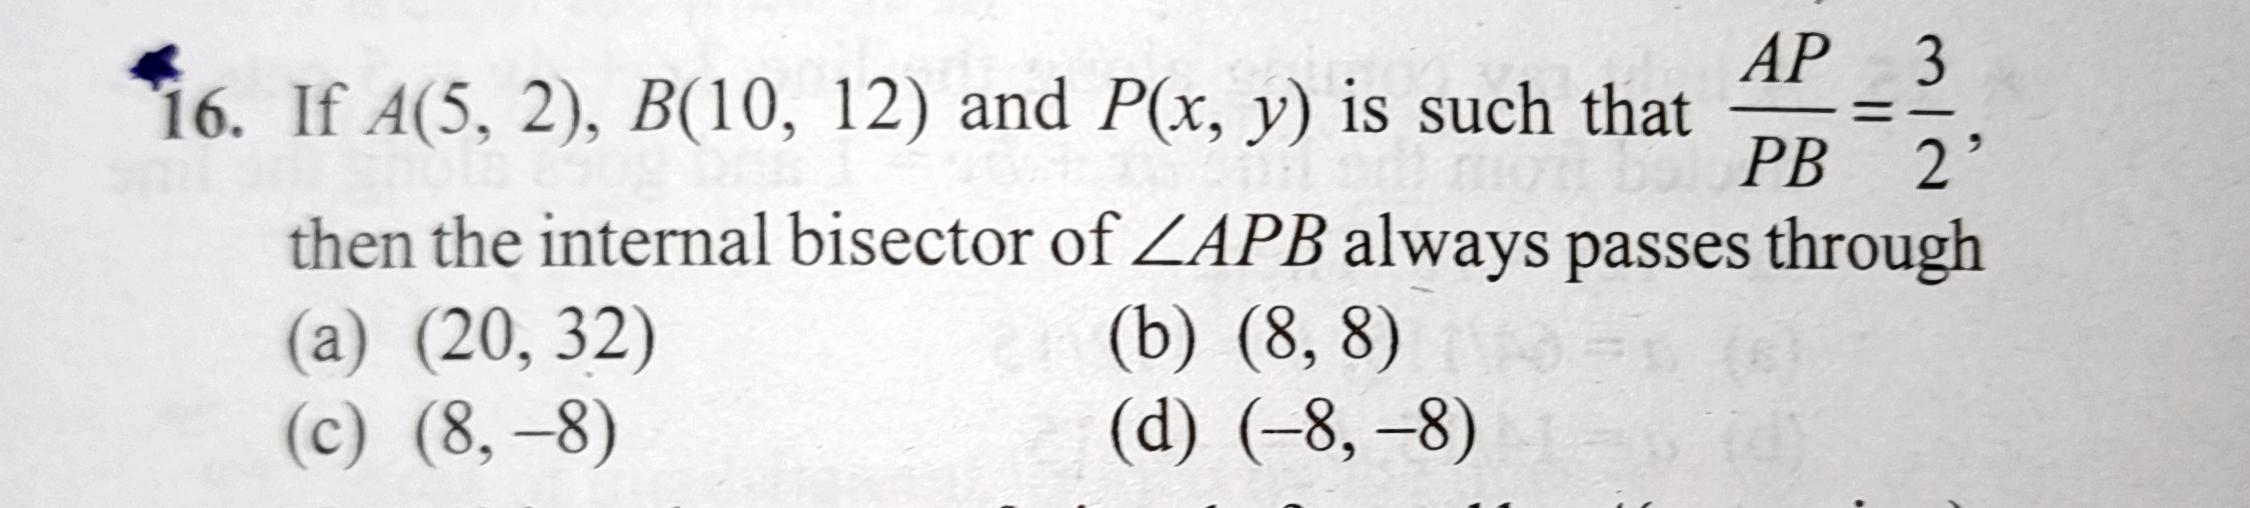 16. If A(5, 2), B(10, 12) and P(x, y) is such that AP/PB = 3/2,
then the internal bisector of ∠APB always passes through
(a) (20, 32) (b) (8, 8)
(c) (8, –8) (d) (–8, –8)